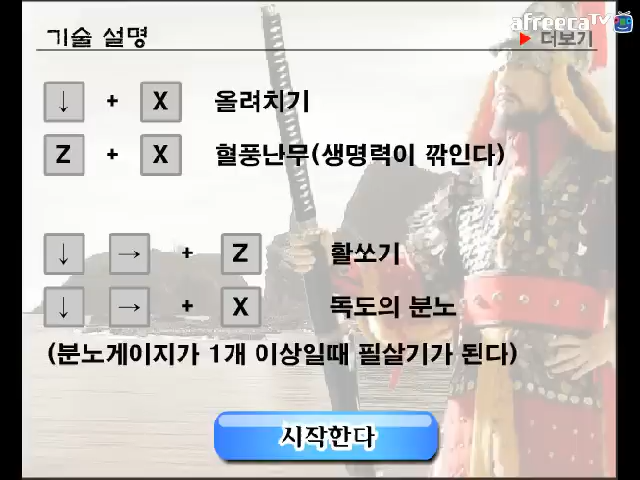 afreecaTV
기술 설명
▶ 더보기
↓ + X 올려치기
Z + X 혈풍난무(생명력이 깎인다)
↓ → + Z 활쏘기
↓ → + X 독도의 분노
(분노게이지가 1개 이상일때 필살기가 된다)
시작한다